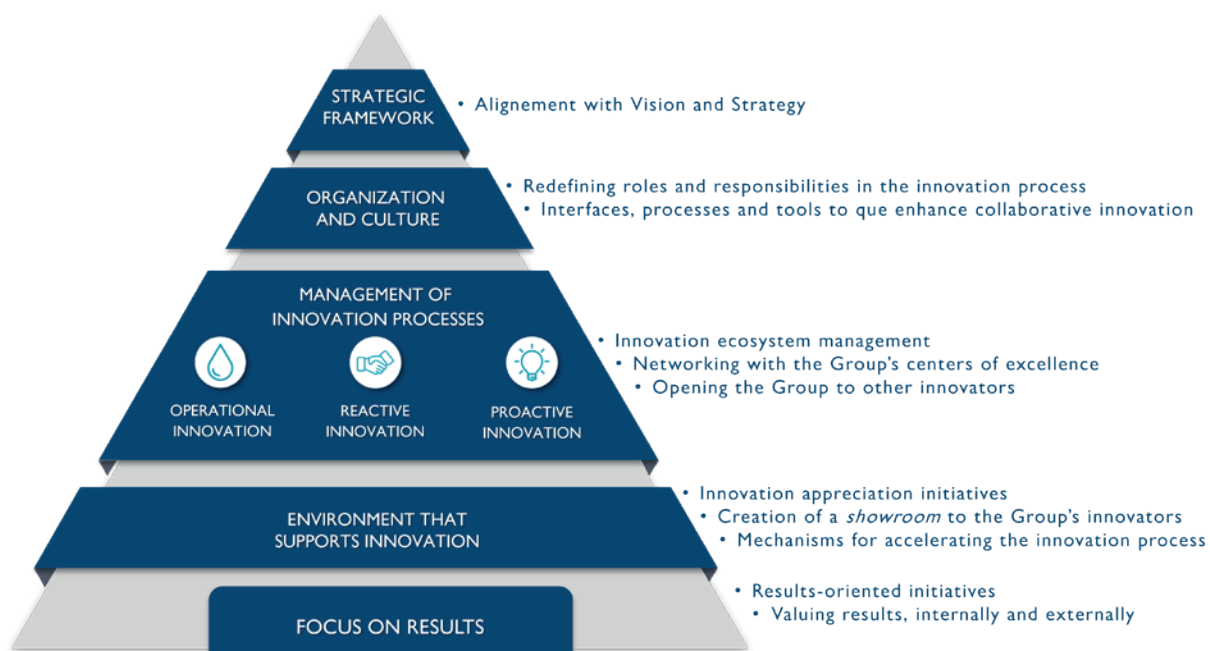 STRATEGIC
FRAMEWORK
• Alignement with Vision and Strategy
ORGANIZATION
AND CULTURE
• Redefining roles and responsibilities in the innovation process
• Interfaces, processes and tools to que enhance collaborative innovation
MANAGEMENT OF
INNOVATION PROCESSES
OPERATIONAL
INNOVATION
REACTIVE
INNOVATION
PROACTIVE
INNOVATION
• Innovation ecosystem management
• Networking with the Group's centers of excellence
• Opening the Group to other innovators
ENVIRONMENT THAT
SUPPORTS INNOVATION
• Innovation appreciation initiatives
• Creation of a showroom to the Group's innovators
• Mechanisms for accelerating the innovation process
FOCUS ON RESULTS
• Results-oriented initiatives
• Valuing results, internally and externally